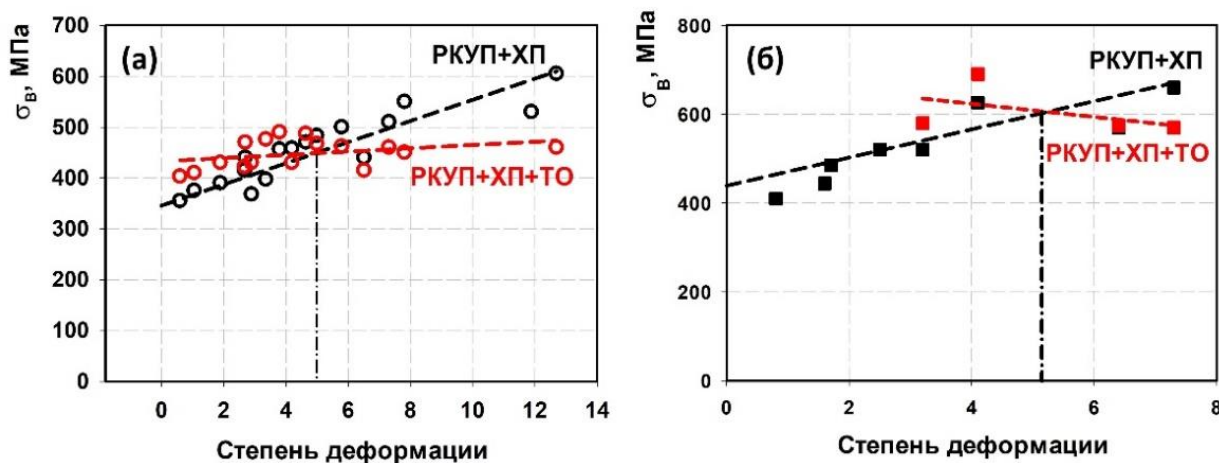 (а)
РКУП+ХП
РКУП+ХП+ТО
σВ, МПа
700
600
500
400
300
200
100
0
0 2 4 6 8 10 12 14
Степень деформации
(б)
РКУП+ХП
РКУП+ХП+ТО
σВ, МПа
800
600
400
200
0
0 2 4 6 8
Степень деформации